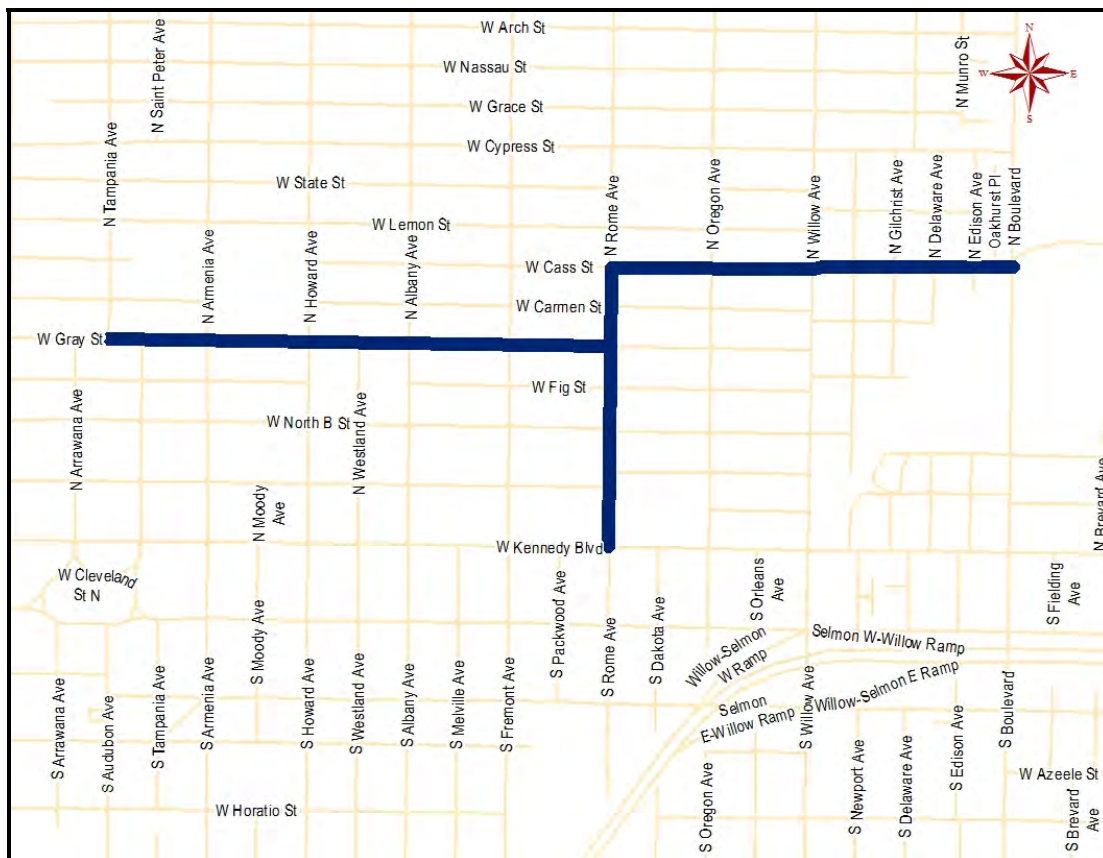 W Arch St
N
W Nassau St
W E
S
W Grace St
N Saint Peter Ave
N Munro St
W Cypress St
N Tampania Ave
W State St
W Lemon St
N Rome Ave
N Oregon Ave
N Willow Ave
N Gilchrist Ave
N Delaware Ave
N Edison Ave
Oakhurst Pl
N Boulevard
N Armenia Ave
N Howard Ave
N Albany Ave
W Cass St
W Carmen St
W Gray St
W Fig St
N Arrawana Ave
W North B St
N Westland Ave
N Moody
Ave
N Brevard Ave
W Kennedy Blvd
W Cleveland
St N
S Moody Ave
S Packwood Ave
S Rome Ave
S Dakota Ave
S Orleans
Ave
S Fielding
Ave
Willow-Selmon
W Ramp
Selmon W-Willow Ramp
Selmon
E-Willow Ramp
Willow-Selmon E Ramp
S Arrawana Ave
S Audubon Ave
S Tampania Ave
S Armenia Ave
S Howard Ave
S Westland Ave
S Albany Ave
S Melville Ave
S Fremont Ave
S Willow Ave
S Boulevard
S Oregon Ave
S Newport Ave
S Delaware Ave
S Edison Ave
W Azeele St
S Brevard
Ave
W Horatio St